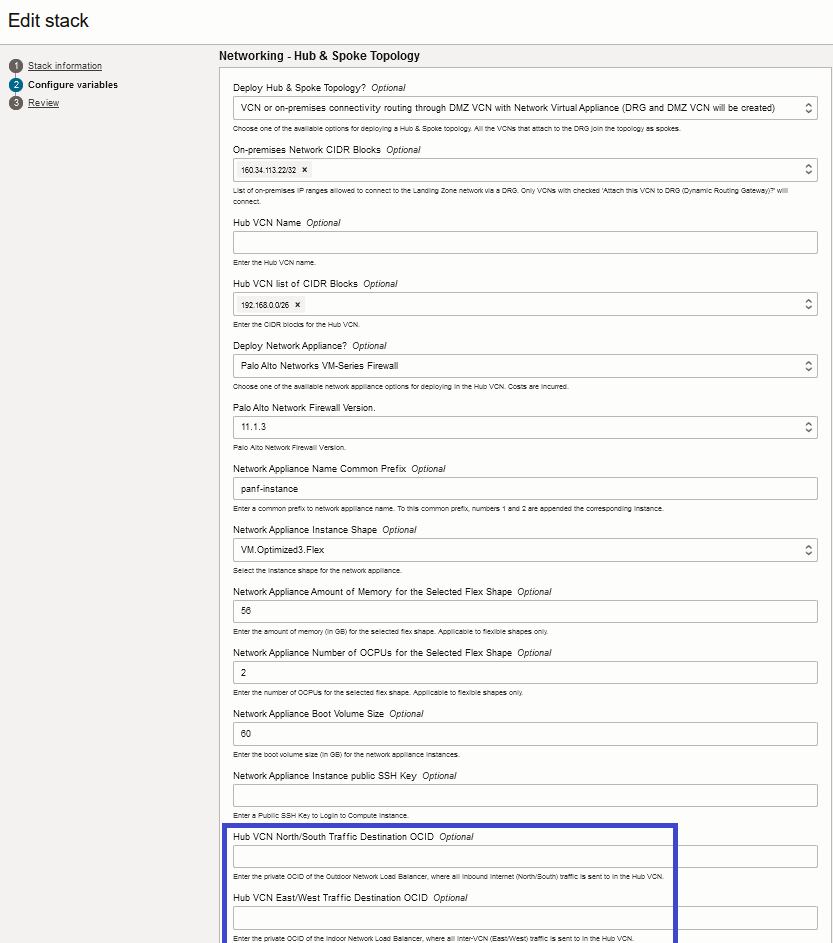 Edit stack
1 Stack information
2 Configure variables
3 Review
Networking - Hub & Spoke Topology
Deploy Hub & Spoke Topology? Optional
VCN or on-premises connectivity routing through DMZ VCN with Network Virtual Appliance (DRG and DMZ VCN will be created)
Choose one of the available options for deploying a Hub & Spoke topology. All the VCNs that attach to the DRG join the topology as spokes.
On-premises Network CIDR Blocks Optional
160.34.113.22/32 ×
List of on-premises IP ranges allowed to connect to the Landing Zone network via a DRG. Only VCNs with checked 'Attach this VCN to DRG (Dynamic Routing Gateway)?' will
connect.
Hub VCN Name Optional
Enter the Hub VCN name.
Hub VCN list of CIDR Blocks Optional
192.168.0.0/26 ×
Enter the CIDR blocks for the Hub VCN.
Deploy Network Appliance? Optional
Palo Alto Networks VM-Series Firewall
Choose one of the available network appliance options for deploying in the Hub VCN. Costs are incurred.
Palo Alto Network Firewall Version.
11.1.3
Palo Alto Network Firewall Version.
Network Appliance Name Common Prefix Optional
panf-instance
Enter a common prefix to network appliance name. To this common prefix, numbers 1 and 2 are appended the corresponding instance.
Network Appliance Instance Shape Optional
VM.Optimized3.Flex
Select the instance shape for the network appliance.
Network Appliance Amount of Memory for the Selected Flex Shape Optional
56
Enter the amount of memory (in GB) for the selected flex shape. Applicable to flexible shapes only.
Network Appliance Number of OCPUs for the Selected Flex Shape Optional
2
Enter the number of OCPUs for the selected flex shape. Applicable to flexible shapes only.
Network Appliance Boot Volume Size Optional
60
Enter the boot volume size (in GB) for the network appliance instances.
Network Appliance Instance public SSH Key Optional
Enter a Public SSH Key to Login to Compute Instance.
Hub VCN North/South Traffic Destination OCID Optional
Enter the private OCID of the Outdoor Network Load Balancer, where all inbound internet (North/South) traffic is sent to in the Hub VCN.
Hub VCN East/West Traffic Destination OCID Optional
Enter the private OCID of the Indoor Network Load Balancer, where all inter-VCN (East/West) traffic is sent to in the Hub VCN.